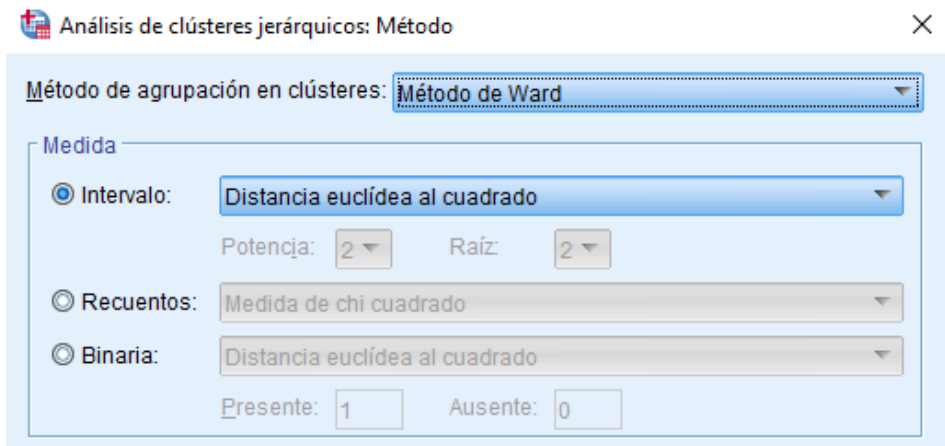 Análisis de clústeres jerárquicos: Método
Método de agrupación en clústeres: Método de Ward
Medida
Intervalo: Distancia euclídea al cuadrado
Potencia: 2 Raíz: 2
Recuentos: Medida de chi cuadrado
Binaria: Distancia euclídea al cuadrado
Presente: 1 Ausente: 0